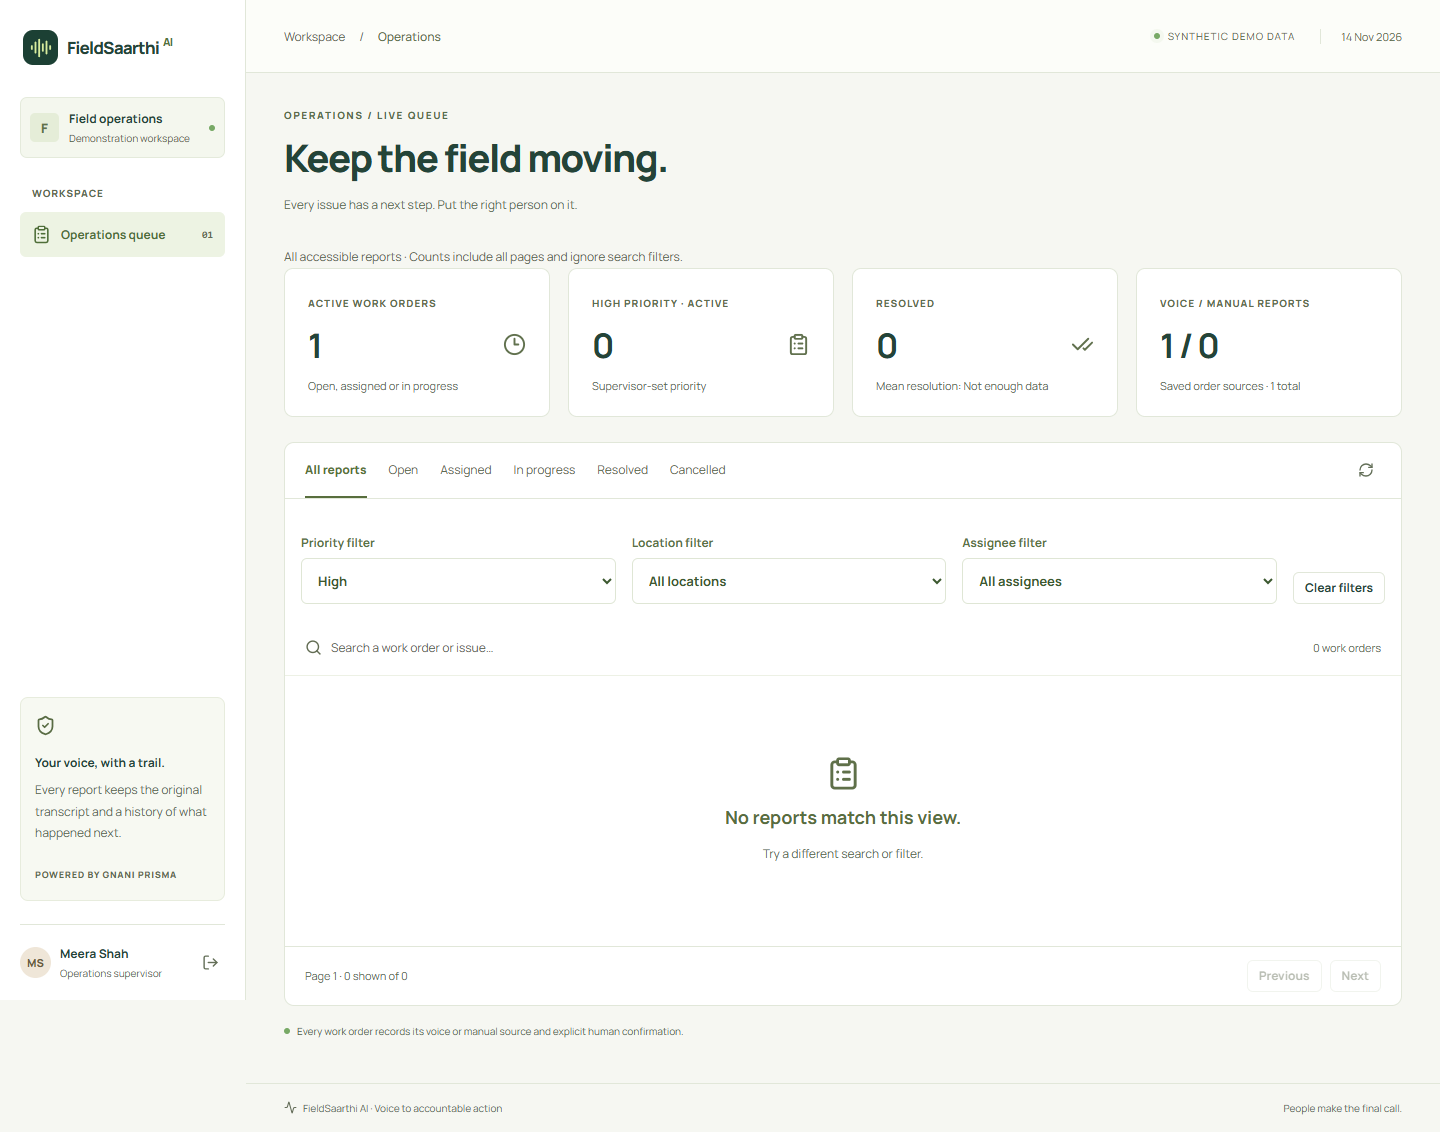 FieldSaarthi AI
Workspace / Operations
SYNTHETIC DEMO DATA
14 Nov 2026
F
Field operations
Demonstration workspace
WORKSPACE
Operations queue 01
OPERATIONS / LIVE QUEUE
Keep the field moving.
Every issue has a next step. Put the right person on it.
All accessible reports · Counts include all pages and ignore search filters.
ACTIVE WORK ORDERS
1
Open, assigned or in progress
HIGH PRIORITY · ACTIVE
0
Supervisor-set priority
RESOLVED
0
Mean resolution: Not enough data
VOICE / MANUAL REPORTS
1 / 0
Saved order sources · 1 total
All reports Open Assigned In progress Resolved Cancelled
Priority filter
High
Location filter
All locations
Assignee filter
All assignees
Clear filters
Search a work order or issue...
0 work orders
No reports match this view.
Try a different search or filter.
Page 1 · 0 shown of 0
Previous Next
Every work order records its voice or manual source and explicit human confirmation.
Your voice, with a trail.
Every report keeps the original
transcript and a history of what
happened next.
POWERED BY GNANI PRISMA
MS
Meera Shah
Operations supervisor
FieldSaarthi AI · Voice to accountable action
People make the final call.